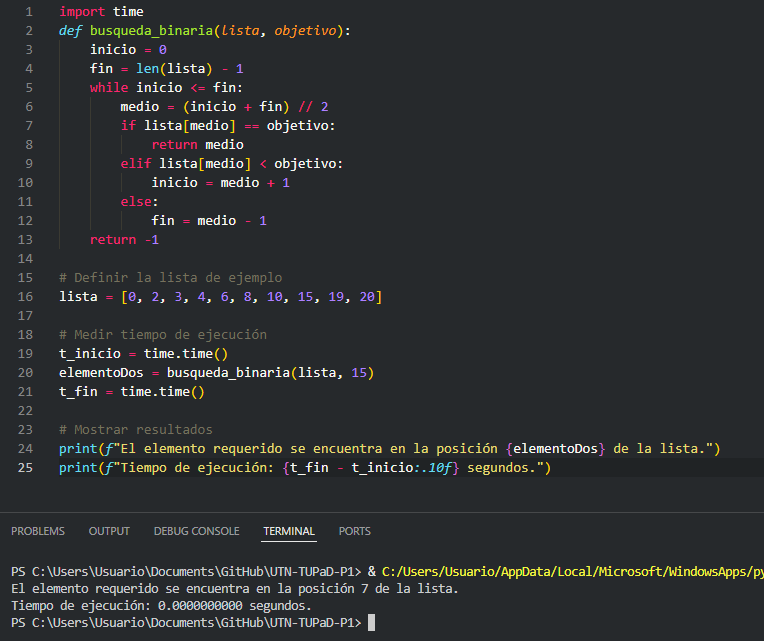 1 import time
2 def busqueda_binaria(lista, objetivo):
3     inicio = 0
4     fin = len(lista) - 1
5     while inicio <= fin:
6         medio = (inicio + fin) // 2
7         if lista[medio] == objetivo:
8             return medio
9         elif lista[medio] < objetivo:
10             inicio = medio + 1
11         else:
12             fin = medio - 1
13     return -1
14
15 # Definir la lista de ejemplo
16 lista = [0, 2, 3, 4, 6, 8, 10, 15, 19, 20]
17
18 # Medir tiempo de ejecución
19 t_inicio = time.time()
20 elementoDos = busqueda_binaria(lista, 15)
21 t_fin = time.time()
22
23 # Mostrar resultados
24 print(f"El elemento requerido se encuentra en la posición {elementoDos} de la lista.")
25 print(f"Tiempo de ejecución: {t_fin - t_inicio:.10f} segundos.")
PROBLEMS OUTPUT DEBUG CONSOLE TERMINAL PORTS
PS C:\Users\Usuario\Documents\GitHub\UTN-TUPaD-P1> & C:/Users/Usuario/AppData/Local/Microsoft/WindowsApps/py
El elemento requerido se encuentra en la posición 7 de la lista.
Tiempo de ejecución: 0.0000000000 segundos.
PS C:\Users\Usuario\Documents\GitHub\UTN-TUPaD-P1>